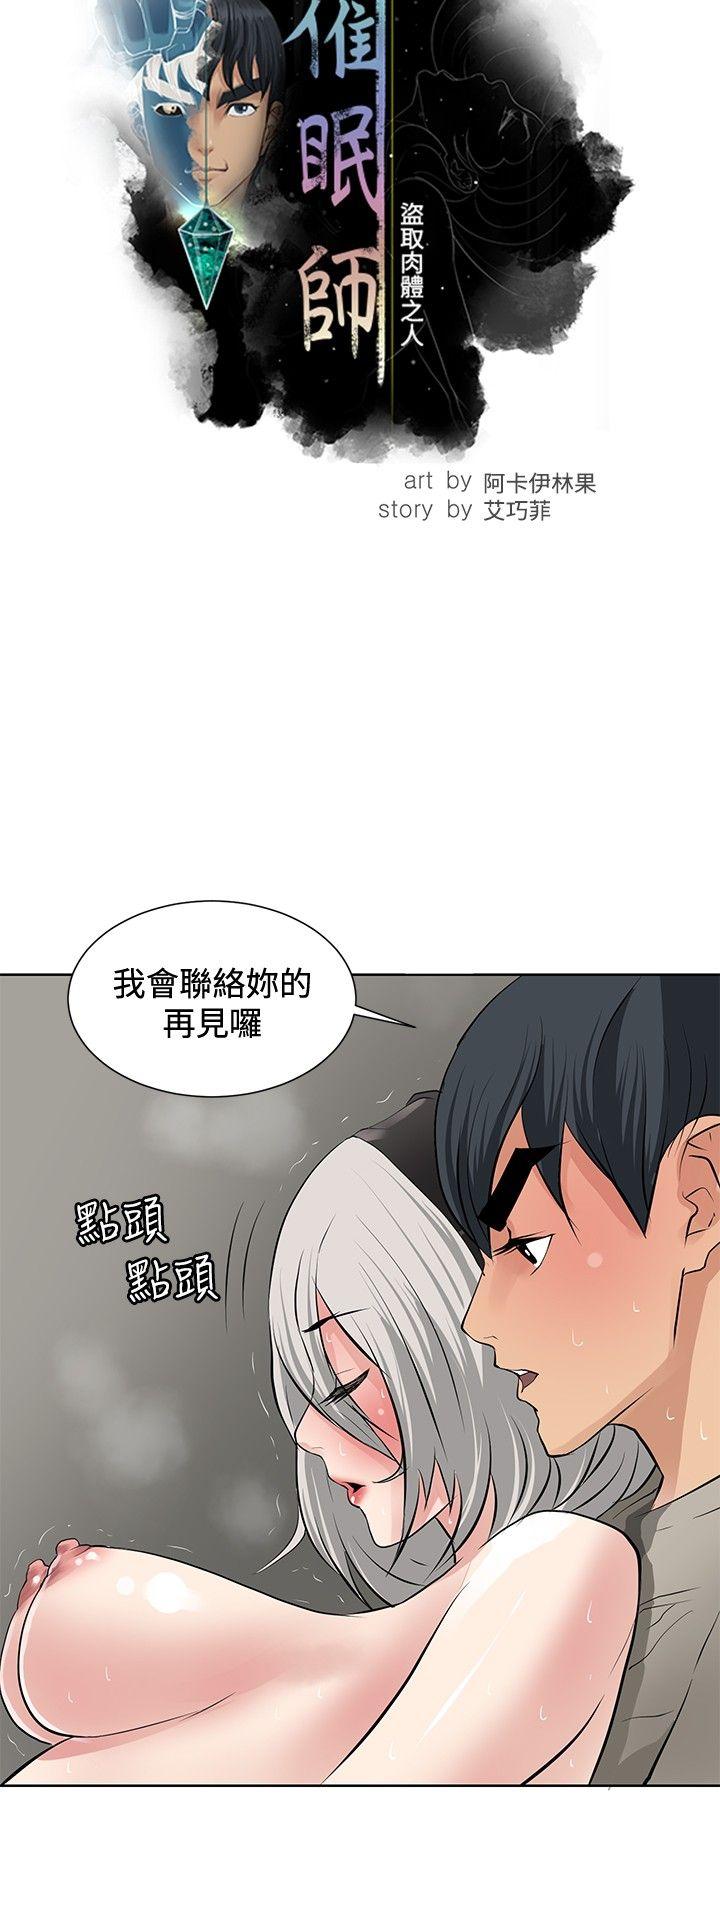 催眠師
盜取肉體之人
art by 阿卡伊林果
story by 艾巧菲
我會聯絡妳的
再見囉
點頭
點頭